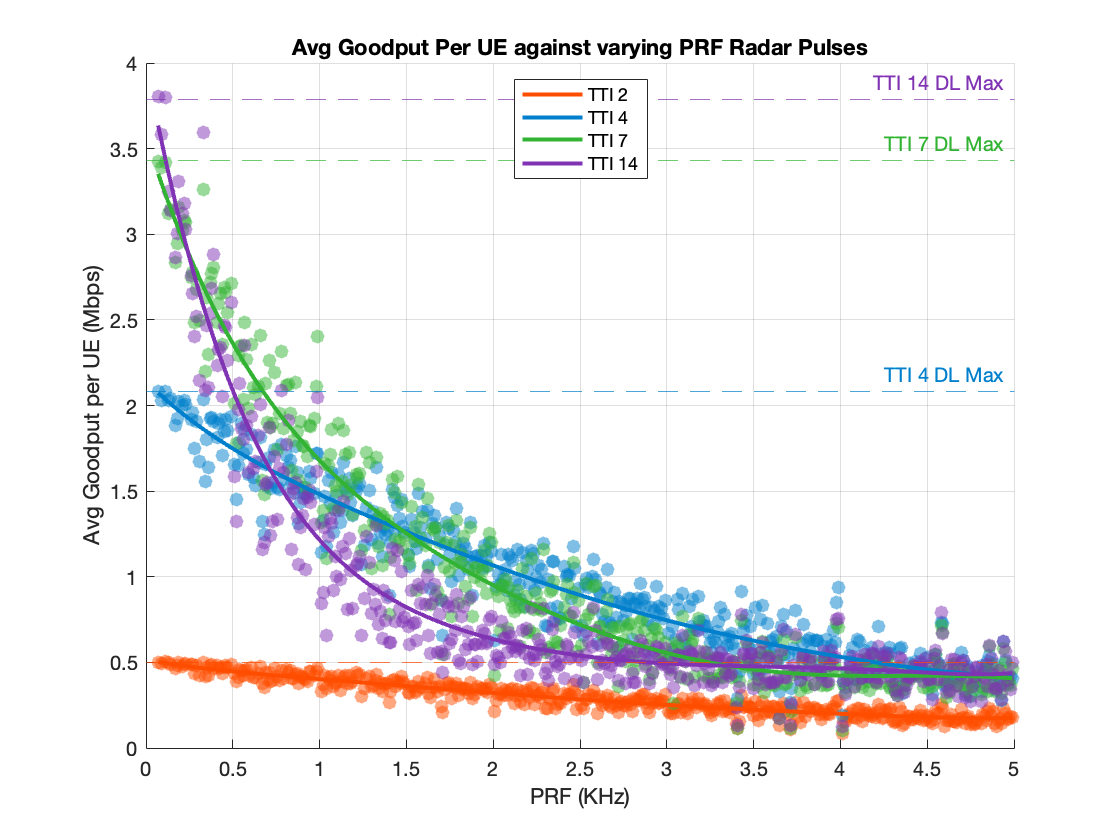 Avg Goodput Per UE against varying PRF Radar Pulses
4
3.5
3
2.5
2
1.5
1
0.5
0
Avg Goodput per UE (Mbps)
TTI 2
TTI 4
TTI 7
TTI 14
TTI 14 DL Max
TTI 7 DL Max
TTI 4 DL Max
0 0.5 1 1.5 2 2.5 3 3.5 4 4.5 5
PRF (KHz)